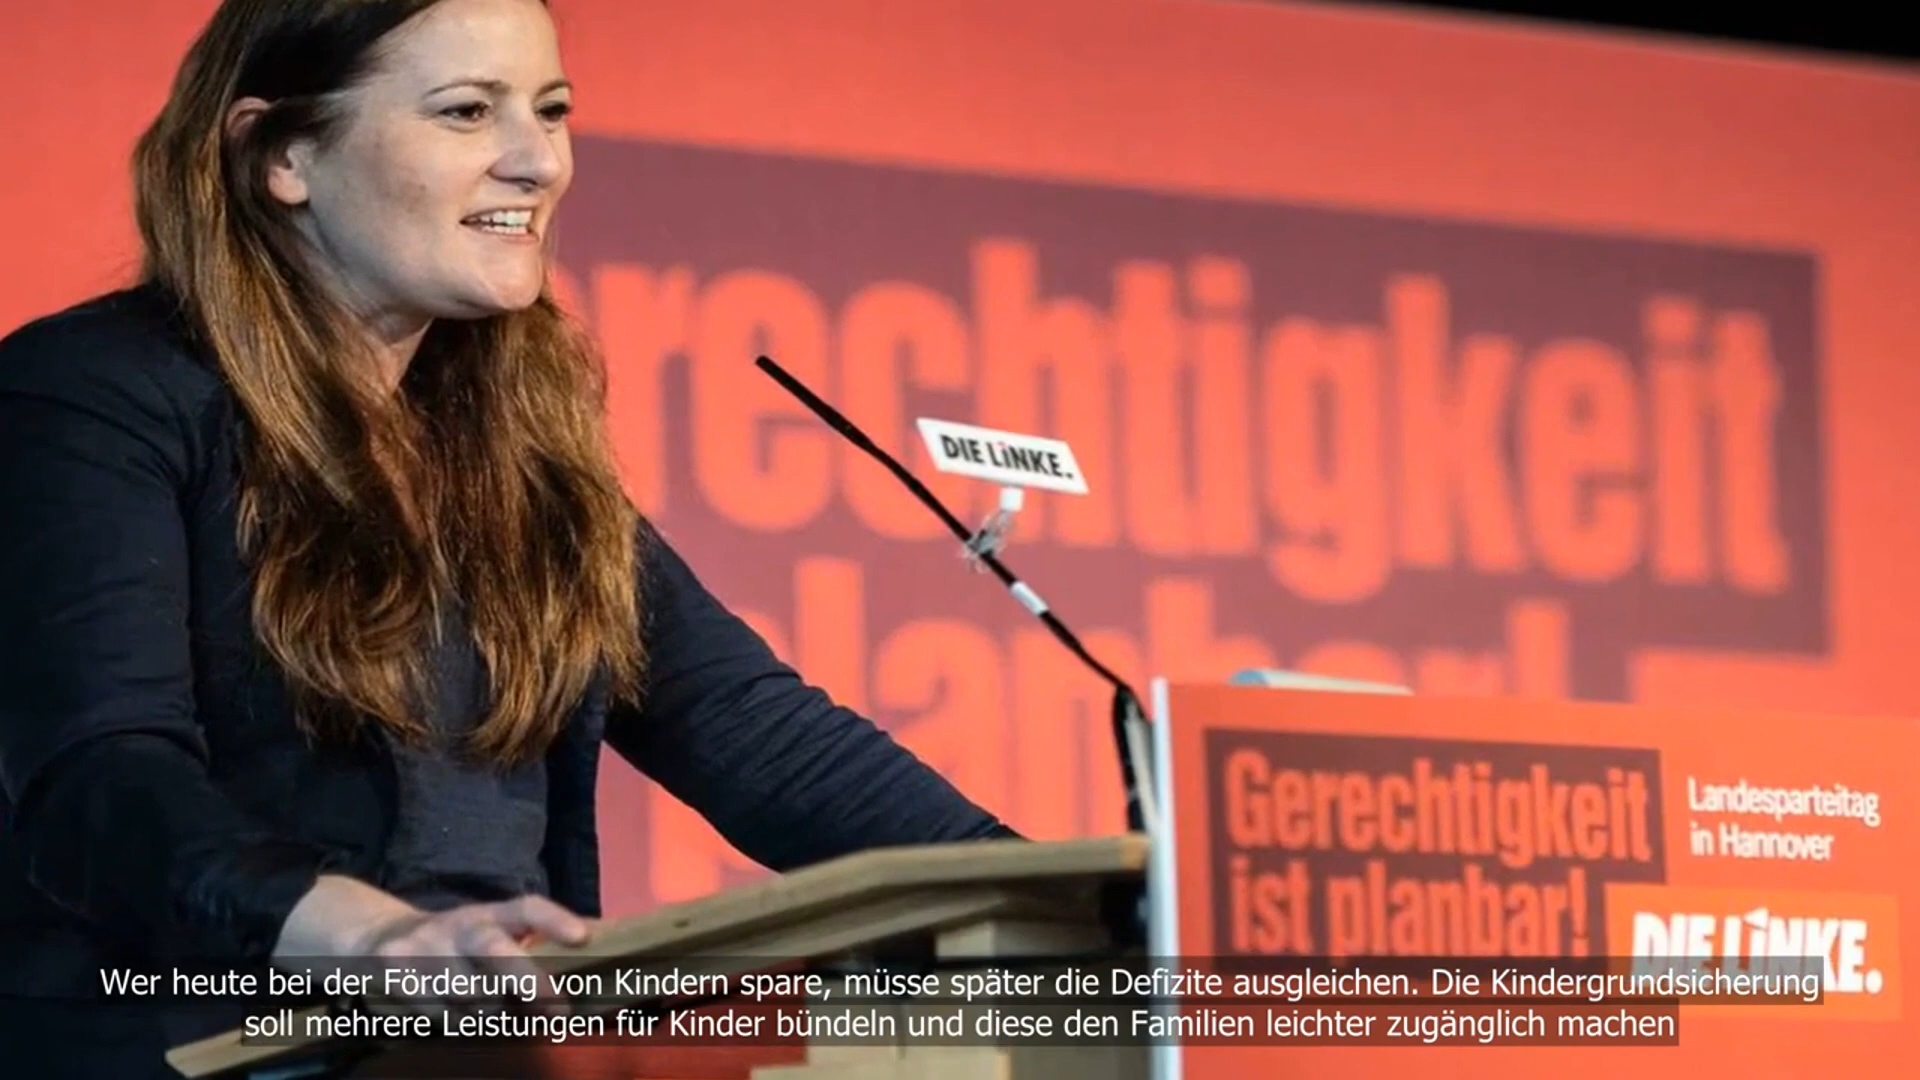 erechtigkeit
planbar!
DIE LiNKE.
Gerechtigkeit
ist planbar!
Landesparteitag
in Hannover
DIE LiNKE.
Wer heute bei der Förderung von Kindern spare, müsse später die Defizite ausgleichen. Die Kindergrundsicherung
soll mehrere Leistungen für Kinder bündeln und diese den Familien leichter zugänglich machen